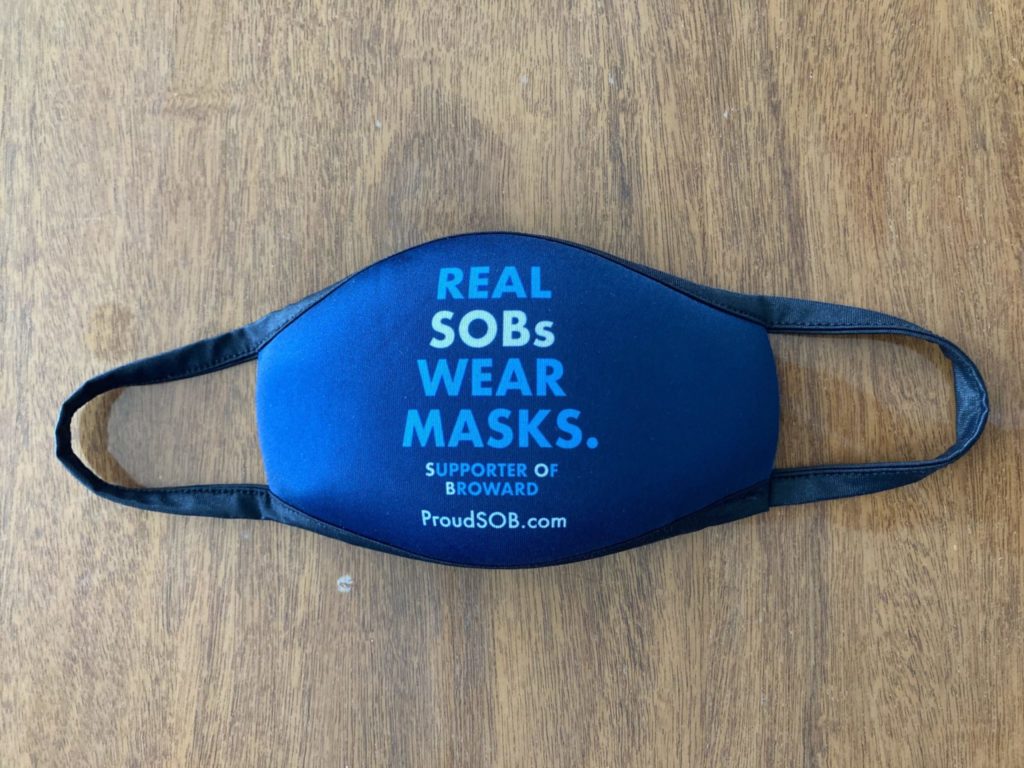 REAL
SOBs
WEAR
MASKS.
SUPPORTER OF
BROWARD
ProudSOB.com